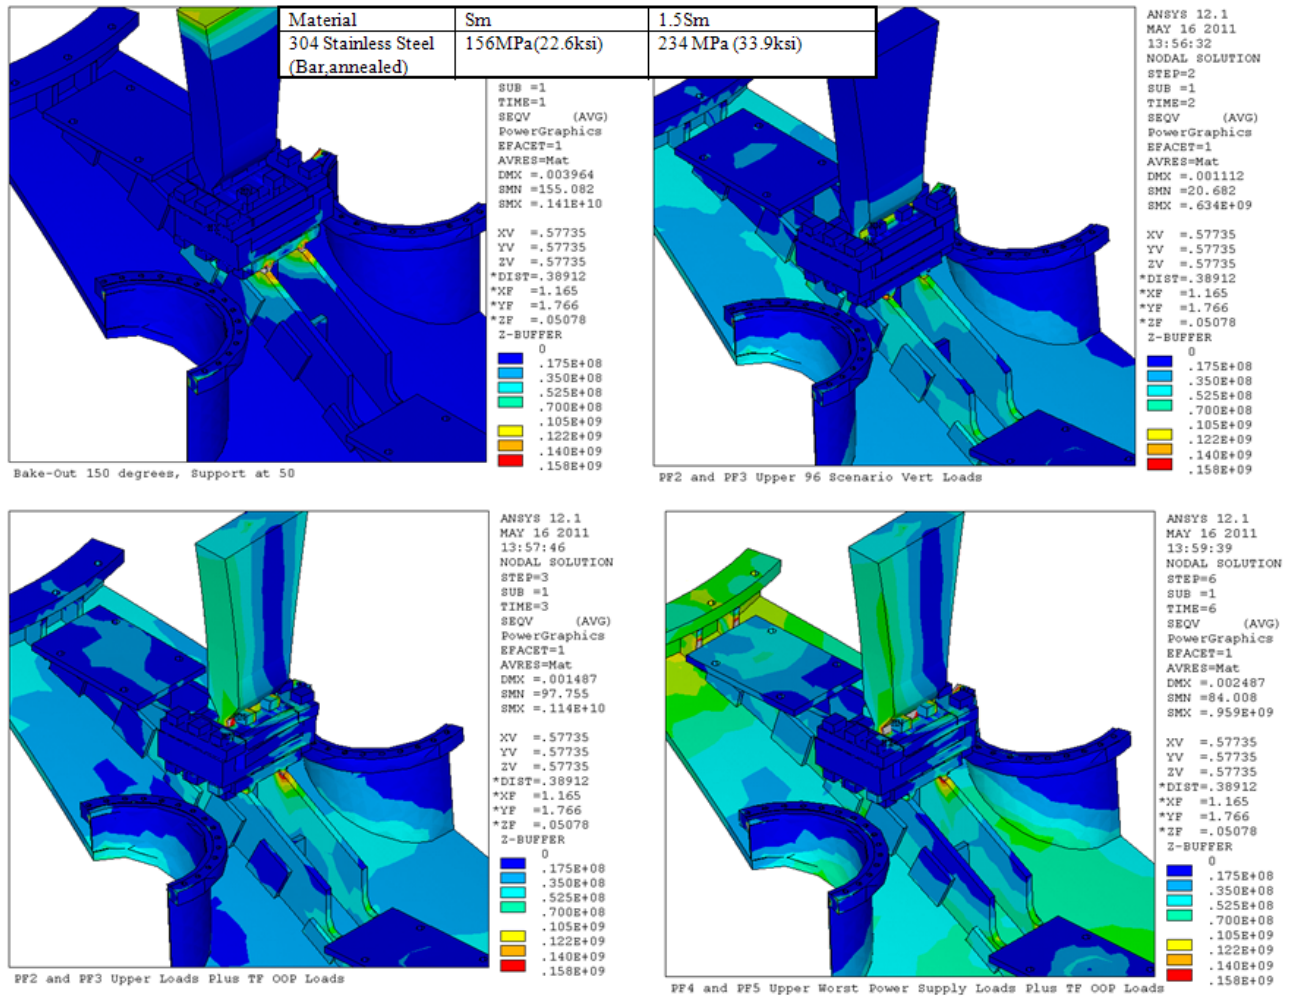 Material Sm 1.5Sm
304 Stainless Steel 156MPa(22.6ksi) 234 MPa (33.9ksi)
(Bar,annealed)
SUB =1
TIME=1
SEQV (AVG)
PowerGraphics
EFACET=1
AVRES=Mat
DMX =.003964
SMN =155.082
SMX =.141E+10
XV =.57735
YV =.57735
ZV =.57735
*DIST=.38912
*XF =1.165
*YF =1.766
*ZF =.05078
Z-BUFFER
0
.175E+08
.350E+08
.525E+08
.700E+08
.105E+09
.122E+09
.140E+09
.158E+09
Bake-Out 150 degrees, Support at 50
ANSYS 12.1
MAY 16 2011
13:56:32
NODAL SOLUTION
STEP=2
SUB =1
TIME=2
SEQV (AVG)
PowerGraphics
EFACET=1
AVRES=Mat
DMX =.001112
SMN =20.682
SMX =.634E+09
XV =.57735
YV =.57735
ZV =.57735
*DIST=.38912
*XF =1.165
*YF =1.766
*ZF =.05078
Z-BUFFER
0
.175E+08
.350E+08
.525E+08
.700E+08
.105E+09
.122E+09
.140E+09
.158E+09
PF2 and PF3 Upper 96 Scenario Vert Loads
ANSYS 12.1
MAY 16 2011
13:57:46
NODAL SOLUTION
STEP=3
SUB =1
TIME=3
SEQV (AVG)
PowerGraphics
EFACET=1
AVRES=Mat
DMX =.001487
SMN =97.755
SMX =.114E+10
XV =.57735
YV =.57735
ZV =.57735
*DIST=.38912
*XF =1.165
*YF =1.766
*ZF =.05078
Z-BUFFER
0
.175E+08
.350E+08
.525E+08
.700E+08
.105E+09
.122E+09
.140E+09
.158E+09
PF2 and PF3 Upper Loads Plus TF OOP Loads
ANSYS 12.1
MAY 16 2011
13:59:39
NODAL SOLUTION
STEP=6
SUB =1
TIME=6
SEQV (AVG)
PowerGraphics
EFACET=1
AVRES=Mat
DMX =.002487
SMN =84.008
SMX =.959E+09
XV =.57735
YV =.57735
ZV =.57735
*DIST=.38912
*XF =1.165
*YF =1.766
*ZF =.05078
Z-BUFFER
0
.175E+08
.350E+08
.525E+08
.700E+08
.105E+09
.122E+09
.140E+09
.158E+09
PF4 and PF5 Upper Worst Power Supply Loads Plus TF OOP Loads